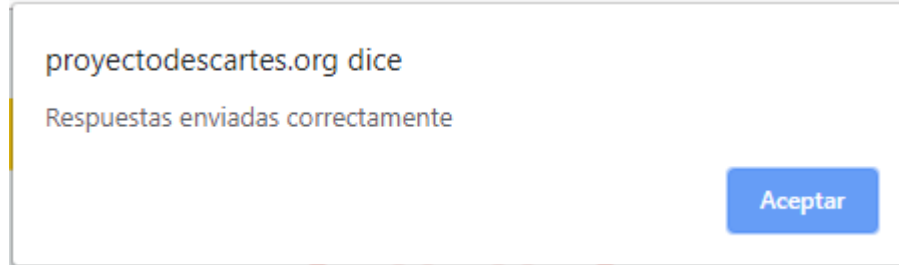 proyectodescartes.org dice
Respuestas enviadas correctamente
Aceptar